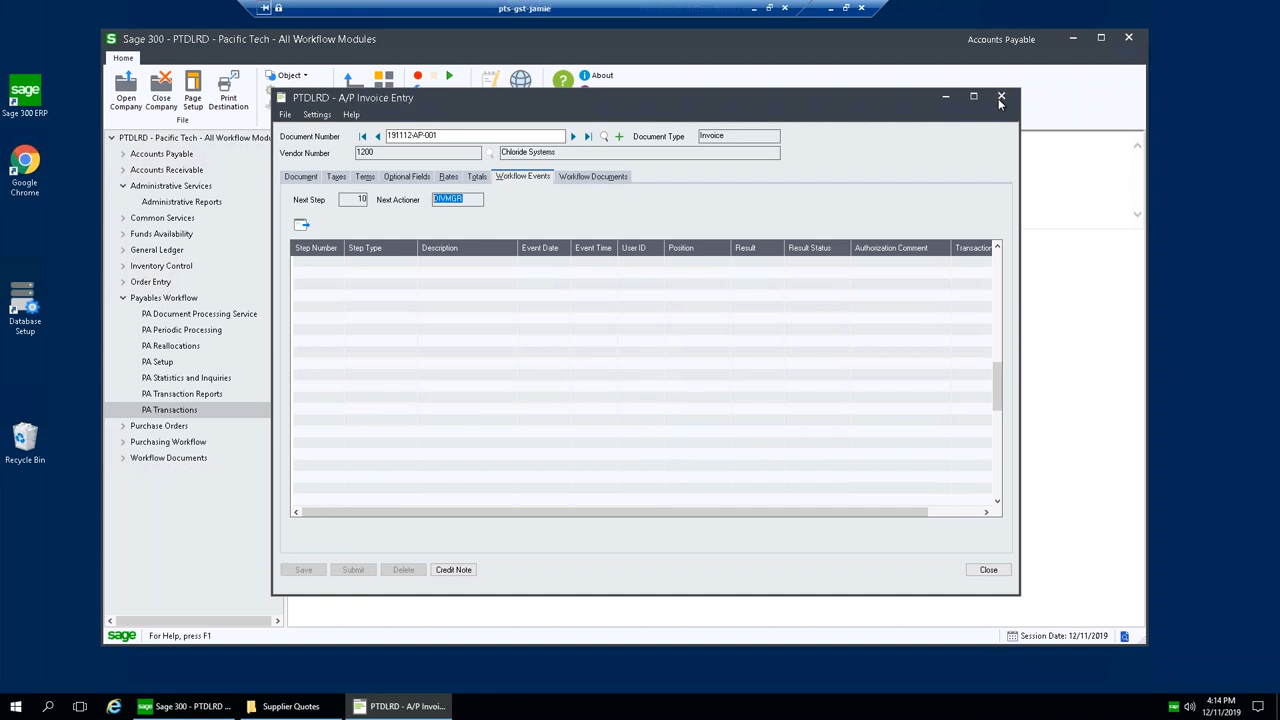 pts-gst-jamie
Sage 300 - PTDLRD - Pacific Tech - All Workflow Modules
Accounts Payable
Home
Open Company
Close Company
Page Setup
Print Destination
File
Object
About
PTDLRD - A/P Invoice Entry
File Settings Help
Document Number 191112-AP-001 Document Type Invoice
Vendor Number 1200 Chloride Systems
Document Taxes Terms Optional Fields Rates Totals Workflow Events Workflow Documents
Next Step 10 Next Actioner DIVMGR
Step Number Step Type Description Event Date Event Time User ID Position Result Result Status Authorization Comment Transaction
Save Submit Delete Credit Note Close
PTDLRD - Pacific Tech - All Workflow Modules
Accounts Payable
Accounts Receivable
Administrative Services
Administrative Reports
Common Services
Funds Availability
General Ledger
Inventory Control
Order Entry
Payables Workflow
PA Document Processing Service
PA Periodic Processing
PA Reallocations
PA Setup
PA Statistics and Inquiries
PA Transaction Reports
PA Transactions
Purchase Orders
Purchasing Workflow
Workflow Documents
sage For Help, press F1 Session Date: 12/11/2019
Sage 300 ERP
Google Chrome
Database Setup
Recycle Bin
Sage 300 - PTDLRD ...
Supplier Quotes
PTDLRD - A/P Invoi...
4:14 PM
12/11/2019